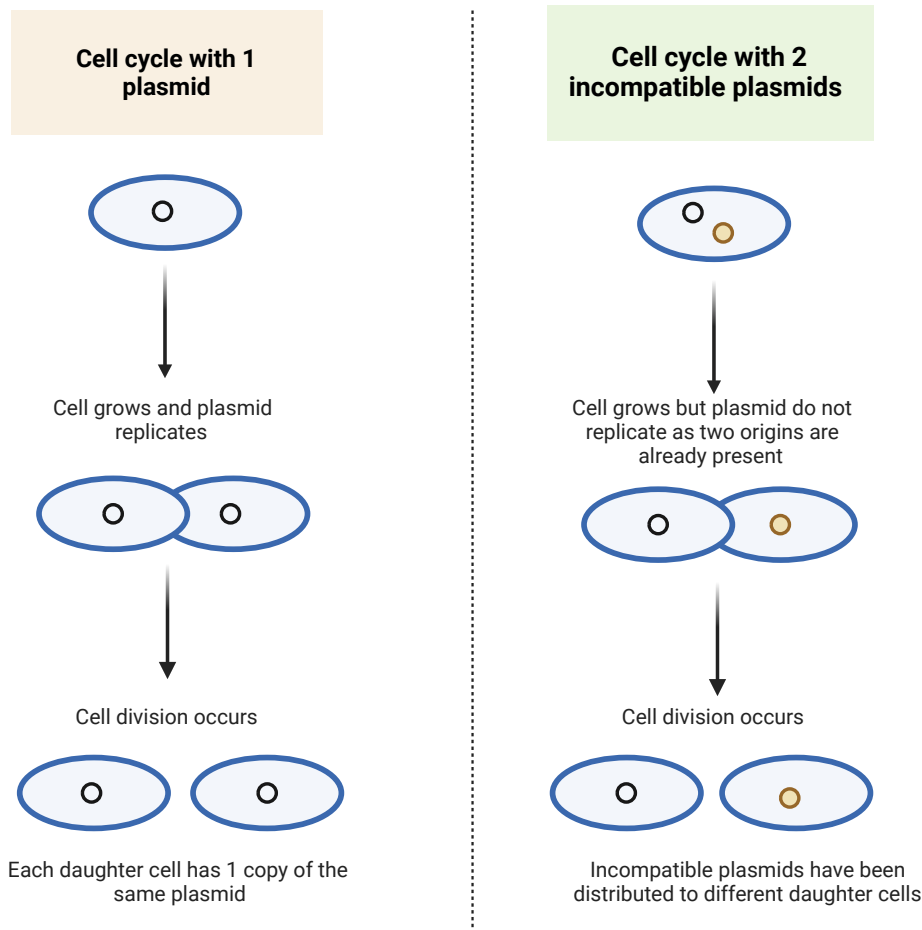 Cell cycle with 1
plasmid
Cell grows and plasmid
replicates
Cell division occurs
Each daughter cell has 1 copy of the
same plasmid
Cell cycle with 2
incompatible plasmids
Cell grows but plasmid do not
replicate as two origins are
already present
Cell division occurs
Incompatible plasmids have been
distributed to different daughter cells